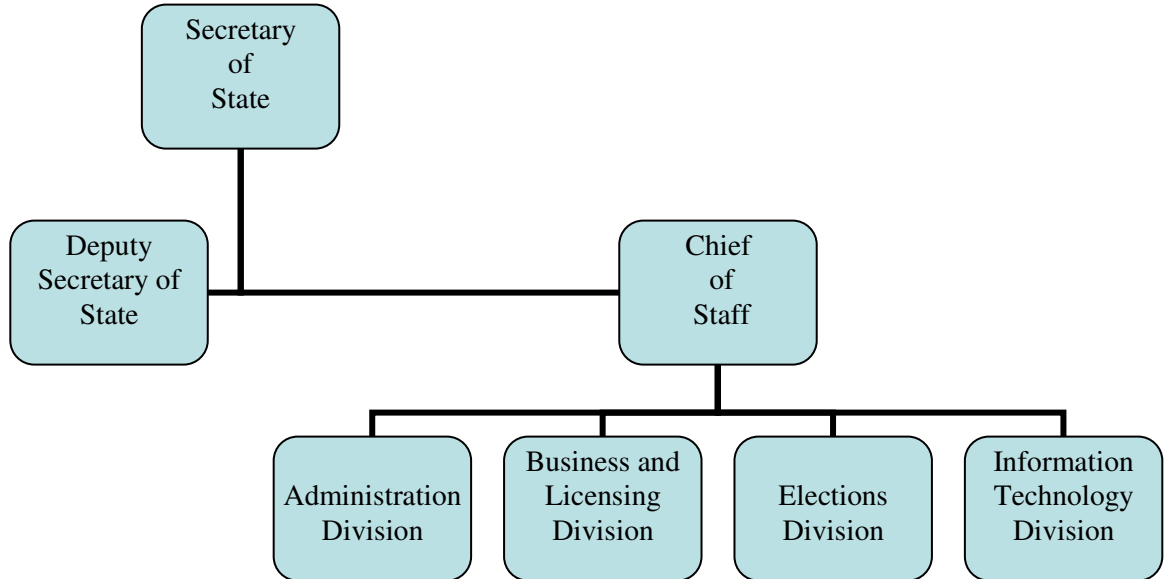 Secretary
of
State
Deputy
Secretary of
State
Chief
of
Staff
Administration
Division
Business and
Licensing
Division
Elections
Division
Information
Technology
Division